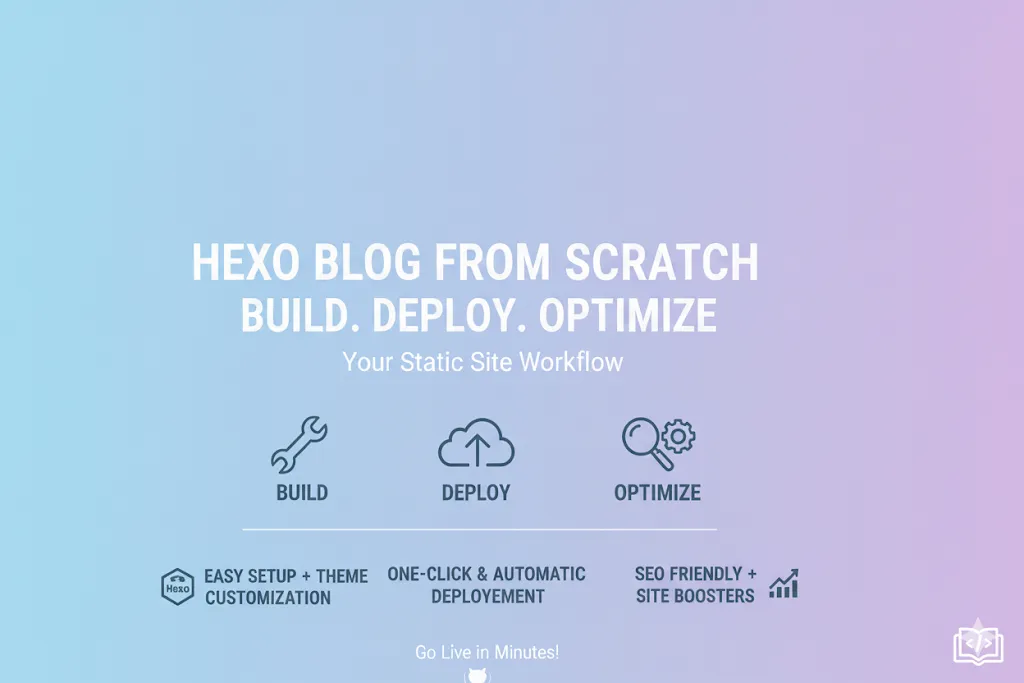 HEXO BLOG FROM SCRATCH
BUILD. DEPLOY. OPTIMIZE
Your Static Site Workflow
BUILD
DEPLOY
OPTIMIZE
Hexo
EASY SETUP + THEME
CUSTOMIZATION
ONE-CLICK & AUTOMATIC
DEPLOYEMENT
SEO FRIENDLY +
SITE BOOSTERS
Go Live in Minutes!